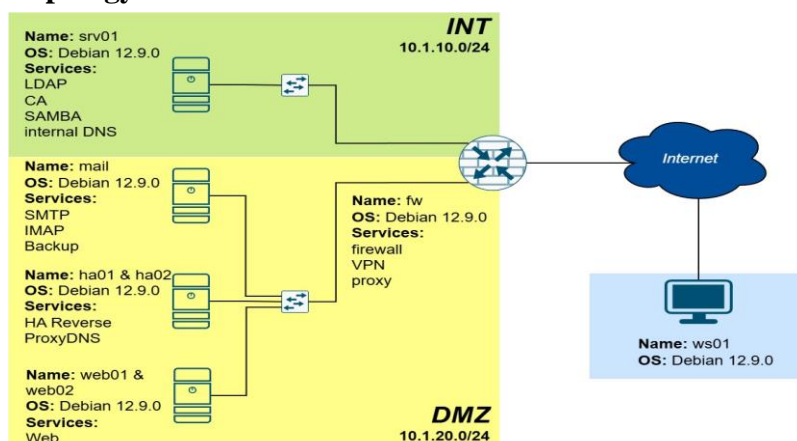 INT
10.1.10.0/24
Name: srv01
OS: Debian 12.9.0
Services:
LDAP
CA
SAMBA
internal DNS
Name: mail
OS: Debian 12.9.0
Services:
SMTP
IMAP
Backup
Name: ha01 & ha02
OS: Debian 12.9.0
Services:
HA Reverse
ProxyDNS
Name: web01 &
web02
OS: Debian 12.9.0
Services:
Web
DMZ
10.1.20.0/24
Name: fw
OS: Debian 12.9.0
Services:
firewall
VPN
proxy
Internet
Name: ws01
OS: Debian 12.9.0